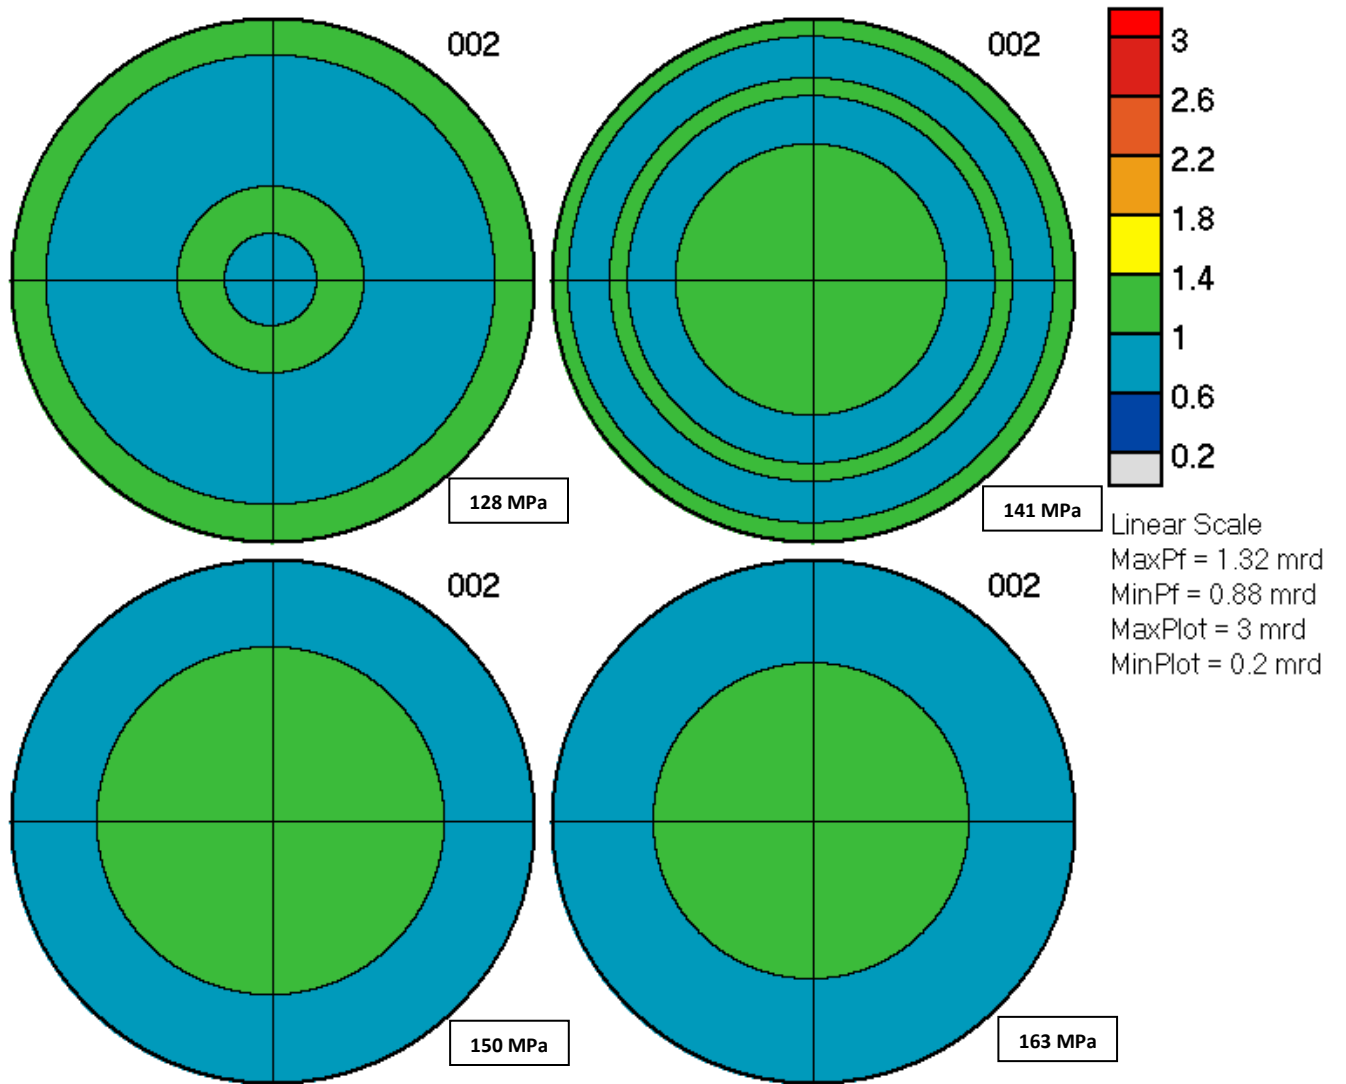 002
128 MPa
002
141 MPa
002
150 MPa
002
163 MPa
3
2.6
2.2
1.8
1.4
1
0.6
0.2
Linear Scale
MaxPf = 1.32 mrd
MinPf = 0.88 mrd
MaxPlot = 3 mrd
MinPlot = 0.2 mrd